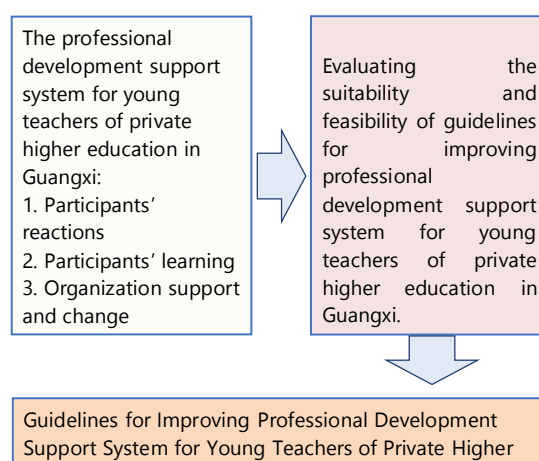 The professional
development support
system for young
teachers of private
higher education in
Guangxi:
1. Participants’
reactions
2. Participants’ learning
3. Organization support
and change
Evaluating the
suitability and
feasibility of guidelines
for improving
professional
development support
system for young
teachers of private
higher education in
Guangxi.
Guidelines for Improving Professional Development
Support System for Young Teachers of Private Higher